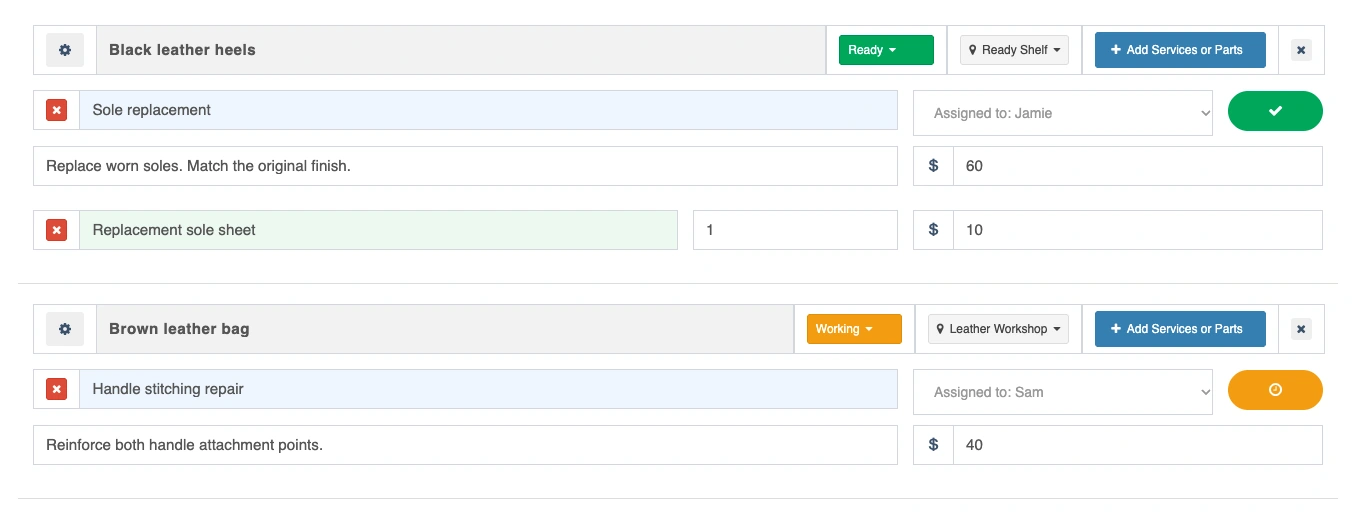 Black leather heels
Ready
Ready Shelf
+ Add Services or Parts
Sole replacement
Assigned to: Jamie
Replace worn soles. Match the original finish.
$ 60
Replacement sole sheet
1
$ 10
Brown leather bag
Working
Leather Workshop
+ Add Services or Parts
Handle stitching repair
Assigned to: Sam
Reinforce both handle attachment points.
$ 40